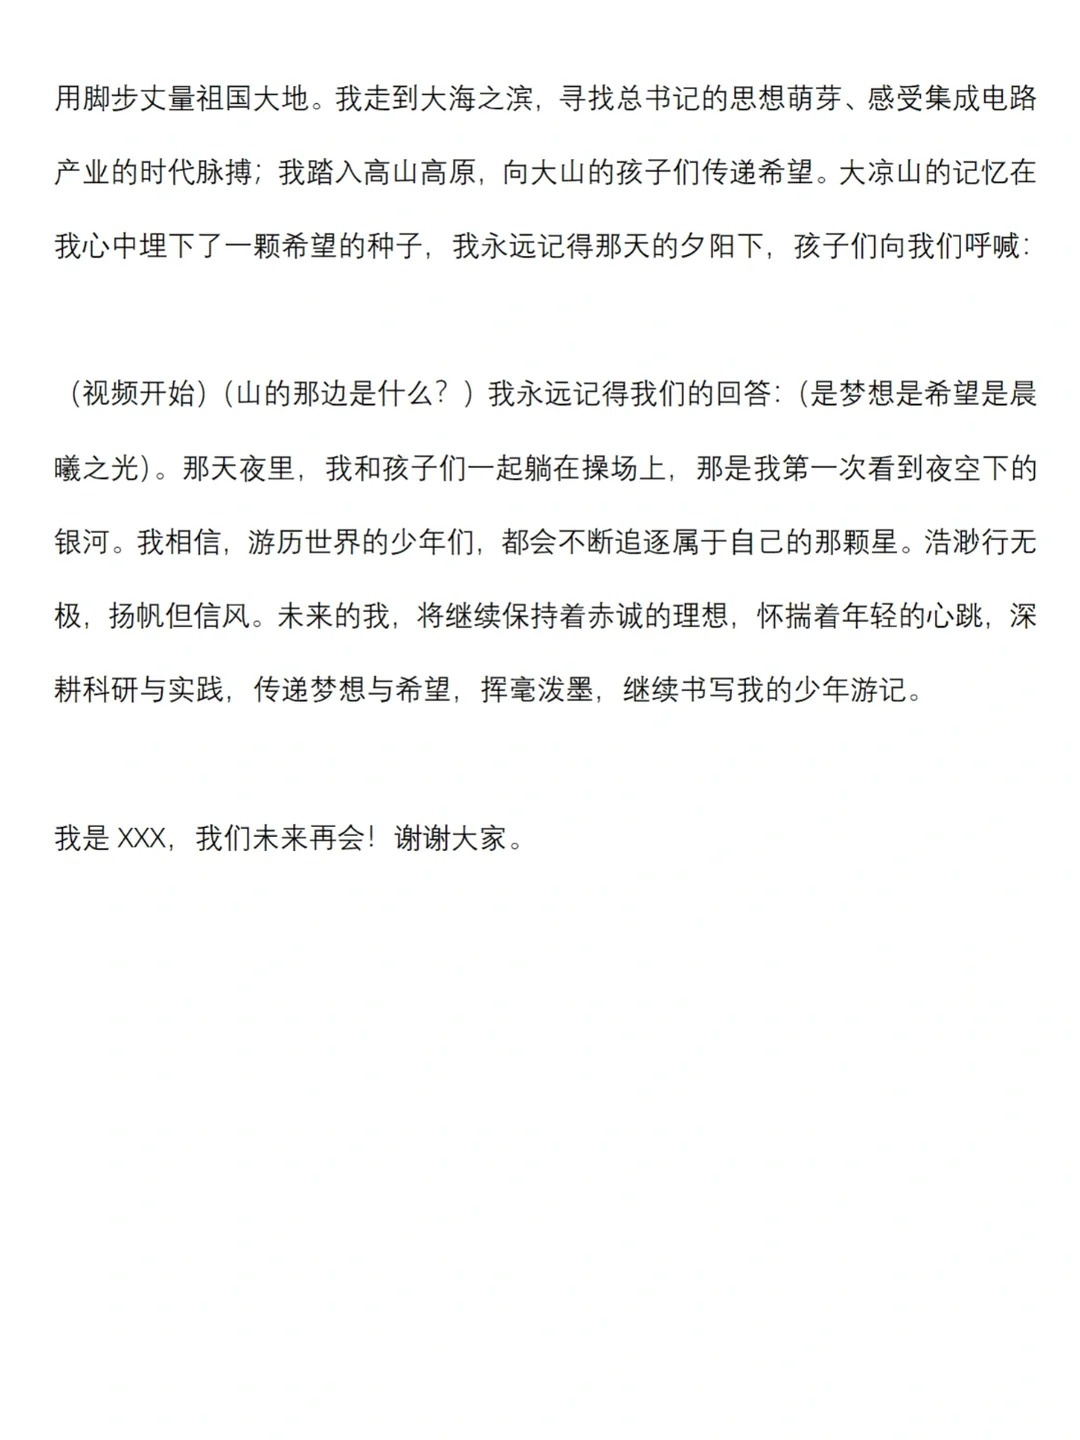 用脚步丈量祖国大地。我走到大海之滨，寻找总书记的思想萌芽、感受集成电路
产业的时代脉搏；我踏入高山高原，向大山的孩子们传递希望。大凉山的记忆在
我心中埋下了一颗希望的种子，我永远记得那天的夕阳下，孩子们向我们呼喊：
（视频开始）（山的那边是什么？）我永远记得我们的回答：（是梦想是希望是晨
曦之光）。那天夜里，我和孩子们一起躺在操场上，那是我第一次看到夜空下的
银河。我相信，游历世界的少年们，都会不断追逐属于自己的那颗星。浩渺行无
极，扬帆但信风。未来的我，将继续保持着赤诚的理想，怀揣着年轻的心跳，深
耕科研与实践，传递梦想与希望，挥毫泼墨，继续书写我的少年游记。
我是 XXX，我们未来再会！谢谢大家。